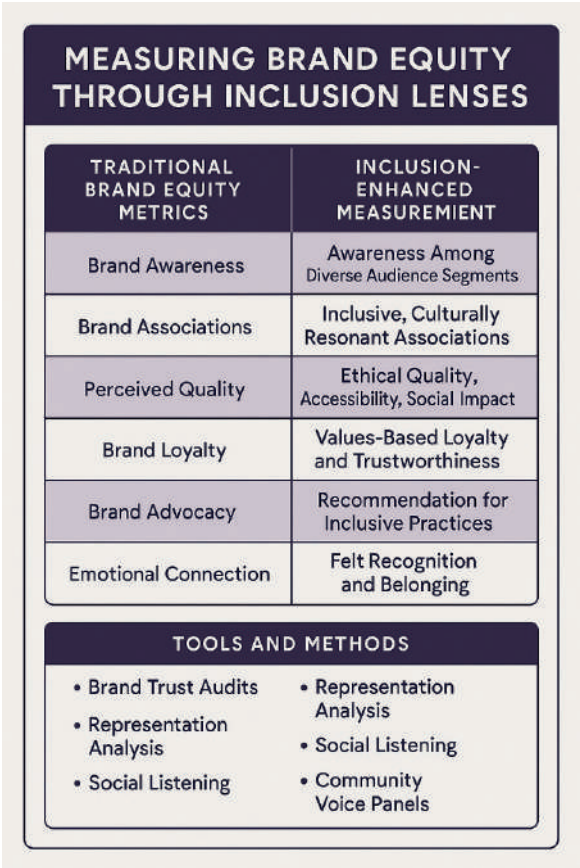 MEASURING BRAND EQUITY
THROUGH INCLUSION LENSES
TRADITIONAL
BRAND EQUITY
METRICS
INCLUSION-
ENHANCED
MEASUREMIENT
Brand Awareness
Awareness Among
Diverse Audience Segments
Brand Associations
Inclusive, Culturally
Resonant Associations
Perceived Quality
Ethical Quality,
Accessibility, Social Impact
Brand Loyalty
Values-Based Loyalty
and Trustworthiness
Brand Advocacy
Recommendation for
Inclusive Practices
Emotional Connection
Felt Recognition
and Belonging
TOOLS AND METHODS
• Brand Trust Audits
• Representation
Analysis
• Social Listening
• Representation
Analysis
• Social Listening
• Community
Voice Panels